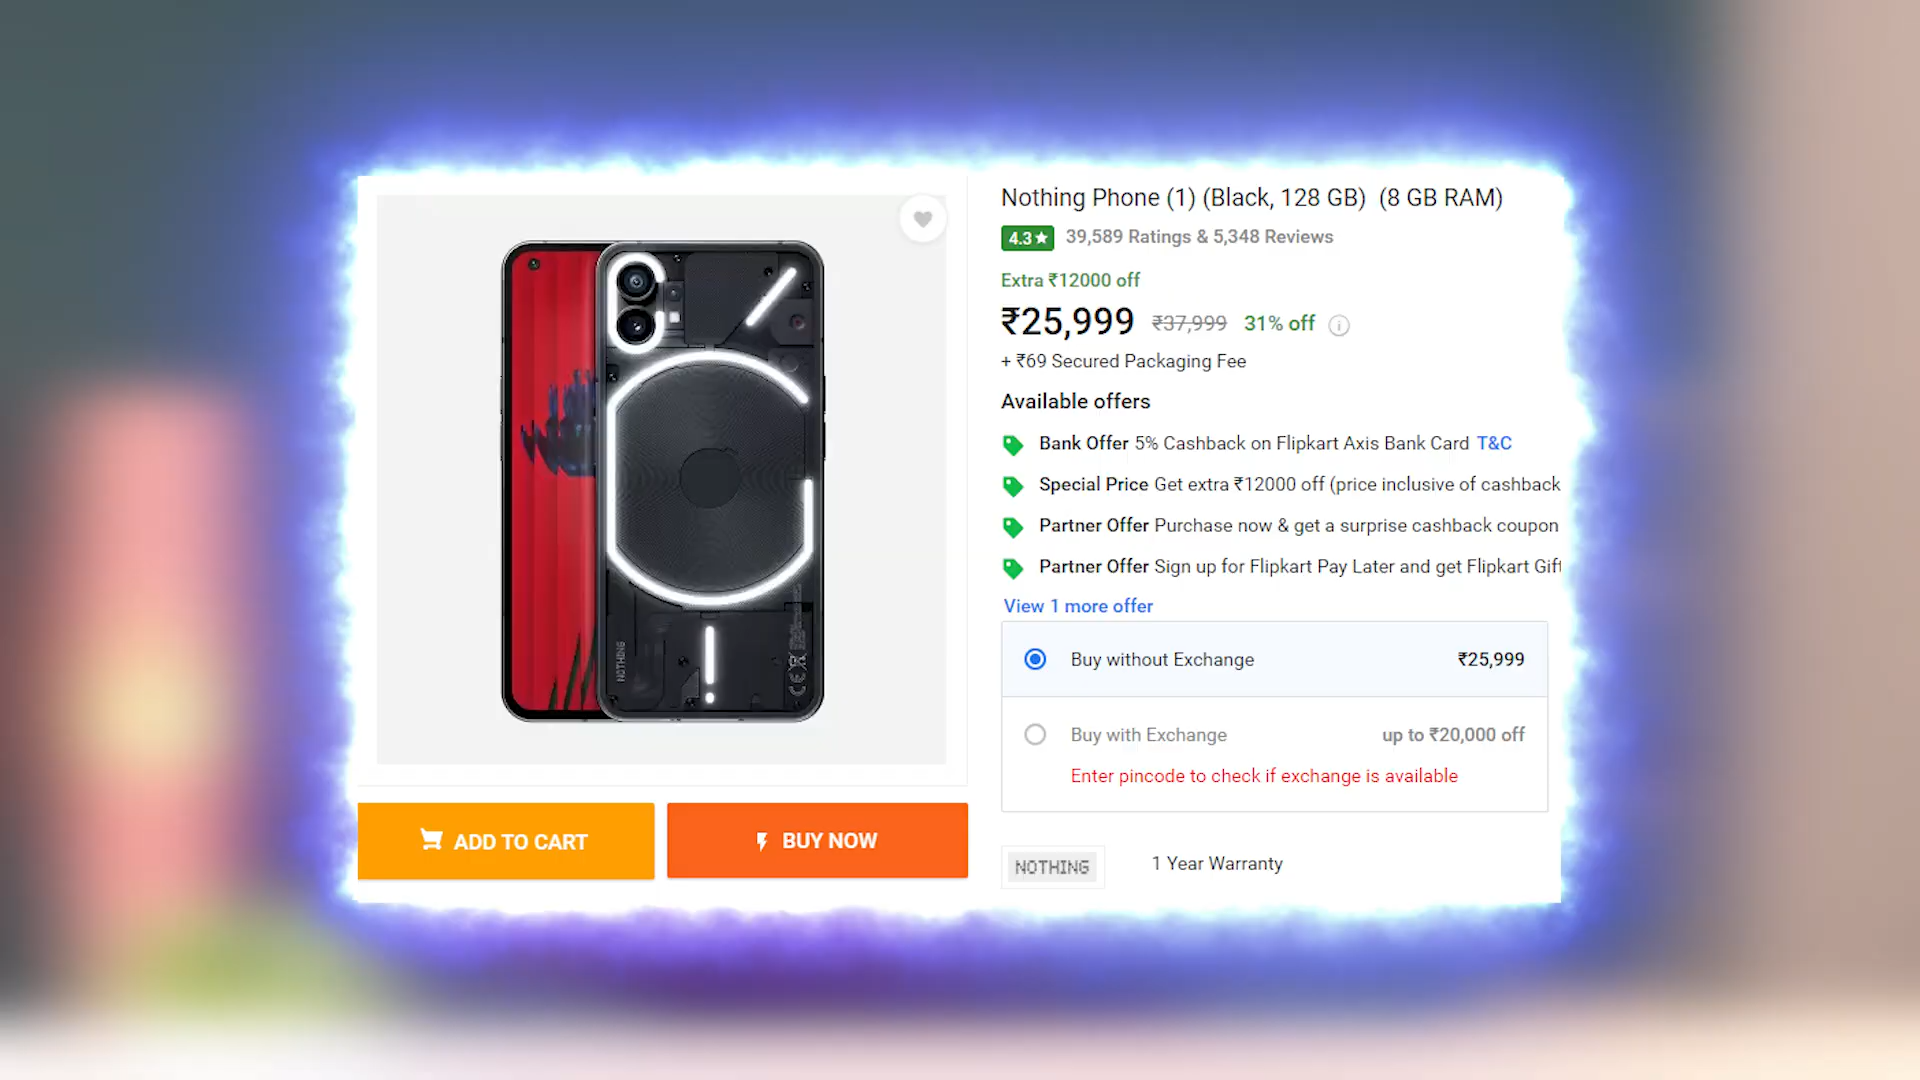 Nothing Phone (1) (Black, 128 GB) (8 GB RAM)
4.3★ 39,589 Ratings & 5,348 Reviews
Extra ₹12000 off
₹25,999 ₹37,999 31% off i
+ ₹69 Secured Packaging Fee
Available offers
Bank Offer 5% Cashback on Flipkart Axis Bank Card T&C
Special Price Get extra ₹12000 off (price inclusive of cashback
Partner Offer Purchase now & get a surprise cashback coupon
Partner Offer Sign up for Flipkart Pay Later and get Flipkart Gift
View 1 more offer
Buy without Exchange ₹25,999
Buy with Exchange up to ₹20,000 off
Enter pincode to check if exchange is available
NOTHING
CE
ADD TO CART
BUY NOW
NOTHING
1 Year Warranty